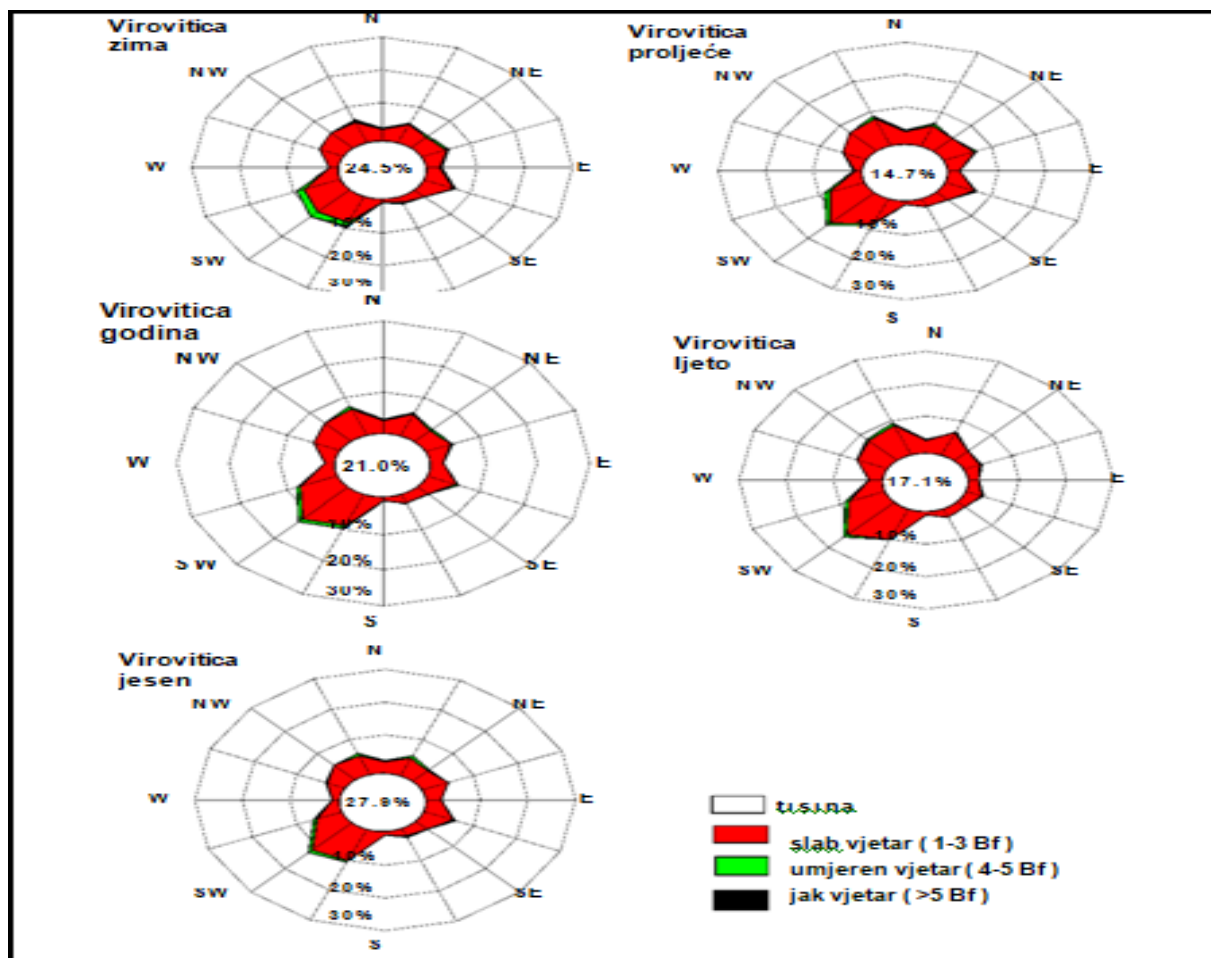 Virovitica
zima
N
NW
NE
W
24.5%
E
10%
SW
20%
SE
30%
Virovitica
proljeće
N
NW
NE
W
14.7%
E
10%
SW
20%
SE
30%
S
Virovitica
godina
N
NW
NE
W
21.0%
E
10%
SW
20%
SE
30%
S
Virovitica
ljeto
N
NW
NE
W
17.1%
E
10%
SW
20%
SE
30%
S
Virovitica
jesen
N
NW
NE
W
27.9%
E
10%
SW
20%
SE
30%
S
tisina
slab vjetar ( 1-3 Bf )
umjeren vjetar ( 4-5 Bf )
jak vjetar ( >5 Bf )